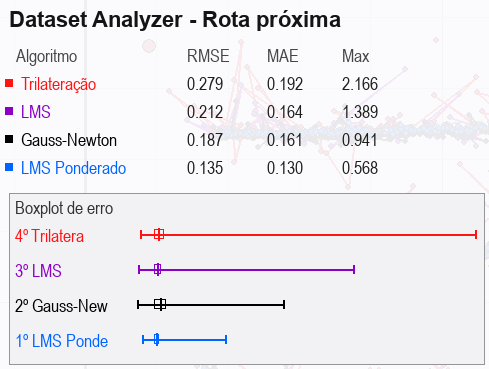 Dataset Analyzer - Rota próxima
Algoritmo RMSE MAE Max
Trilateração 0.279 0.192 2.166
LMS 0.212 0.164 1.389
Gauss-Newton 0.187 0.161 0.941
LMS Ponderado 0.135 0.130 0.568
Boxplot de erro
4º Trilatera
3º LMS
2º Gauss-New
1º LMS Ponde